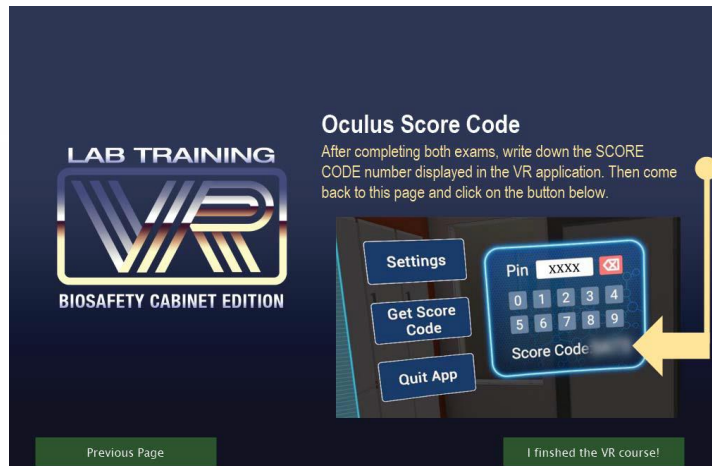 LAB TRAINING
VR
BIOSAFETY CABINET EDITION
Oculus Score Code
After completing both exams, write down the SCORE
CODE number displayed in the VR application. Then come
back to this page and click on the button below.
Settings
Get Score
Code
Quit App
Pin XXXX
0 1 2 3 4
5 6 7 8 9
Score Code
Previous Page
I finshed the VR course!